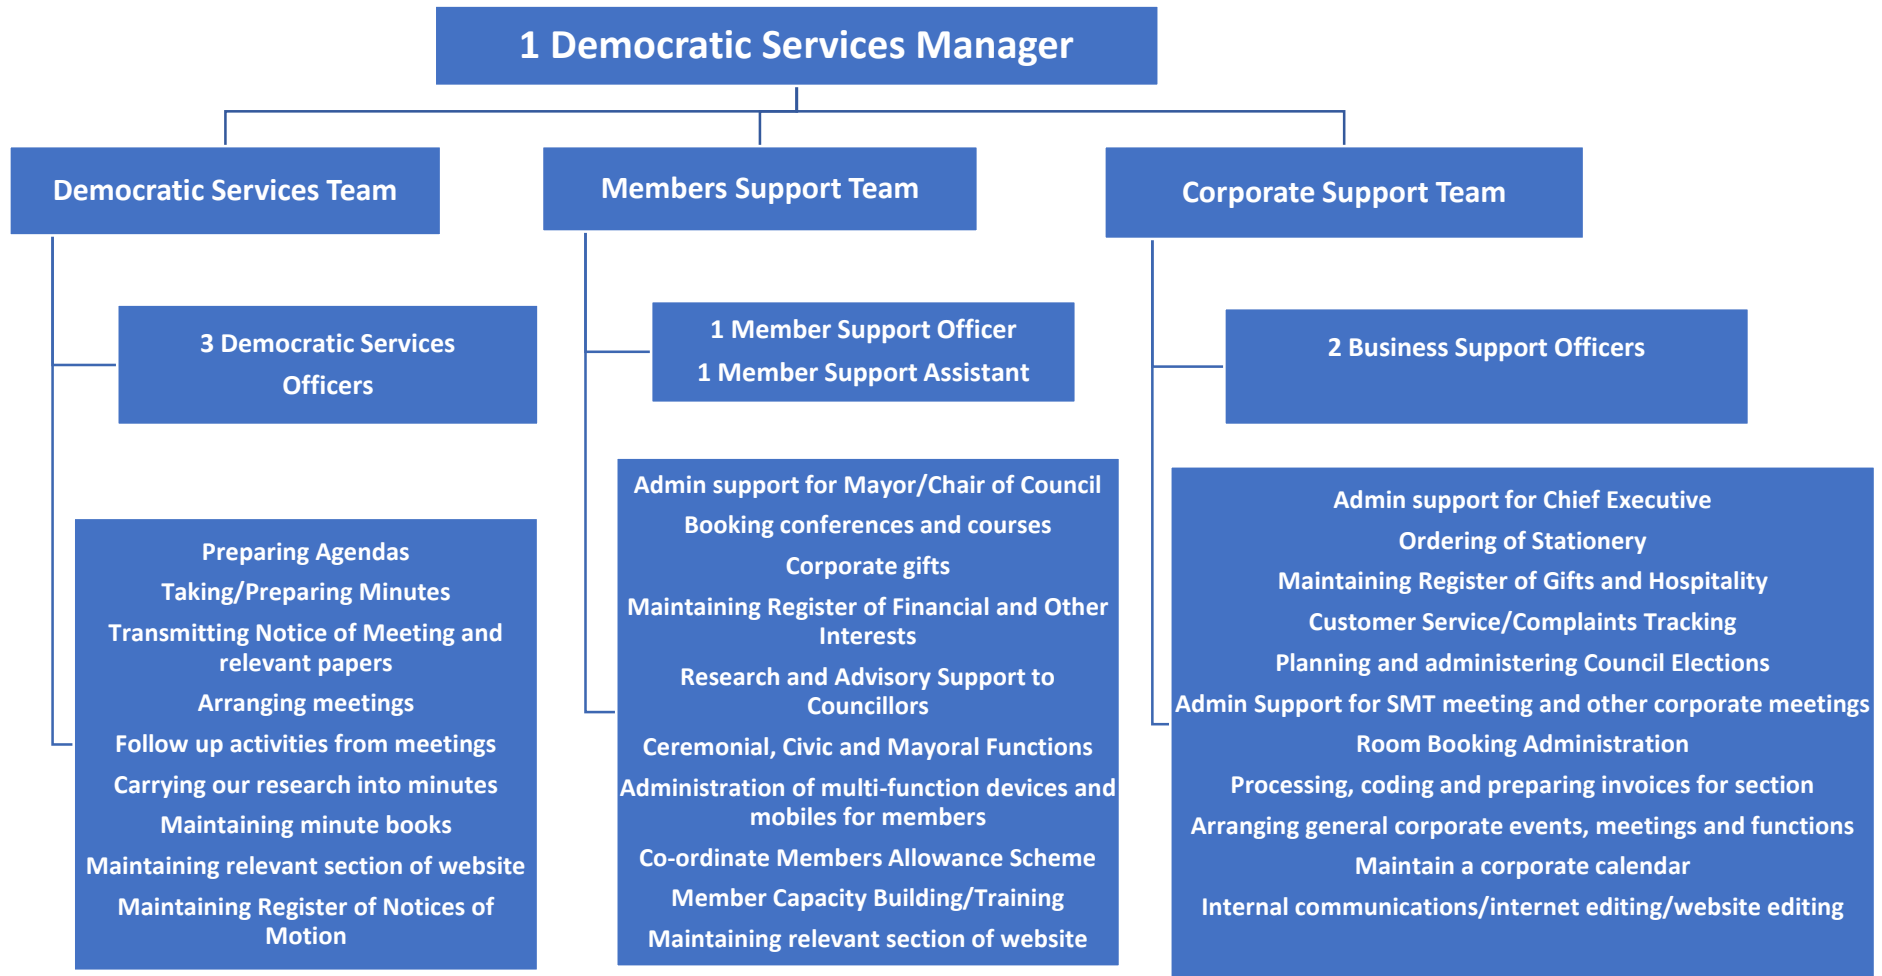 1 Democratic Services Manager
Democratic Services Team
Members Support Team
Corporate Support Team
3 Democratic Services
Officers
1 Member Support Officer
1 Member Support Assistant
2 Business Support Officers
Preparing Agendas
Taking/Preparing Minutes
Transmitting Notice of Meeting and
relevant papers
Arranging meetings
Follow up activities from meetings
Carrying our research into minutes
Maintaining minute books
Maintaining relevant section of website
Maintaining Register of Notices of
Motion
Admin support for Mayor/Chair of Council
Booking conferences and courses
Corporate gifts
Maintaining Register of Financial and Other
Interests
Research and Advisory Support to
Councillors
Ceremonial, Civic and Mayoral Functions
Administration of multi-function devices and
mobiles for members
Co-ordinate Members Allowance Scheme
Member Capacity Building/Training
Maintaining relevant section of website
Admin support for Chief Executive
Ordering of Stationery
Maintaining Register of Gifts and Hospitality
Customer Service/Complaints Tracking
Planning and administering Council Elections
Admin Support for SMT meeting and other corporate meetings
Room Booking Administration
Processing, coding and preparing invoices for section
Arranging general corporate events, meetings and functions
Maintain a corporate calendar
Internal communications/internet editing/website editing